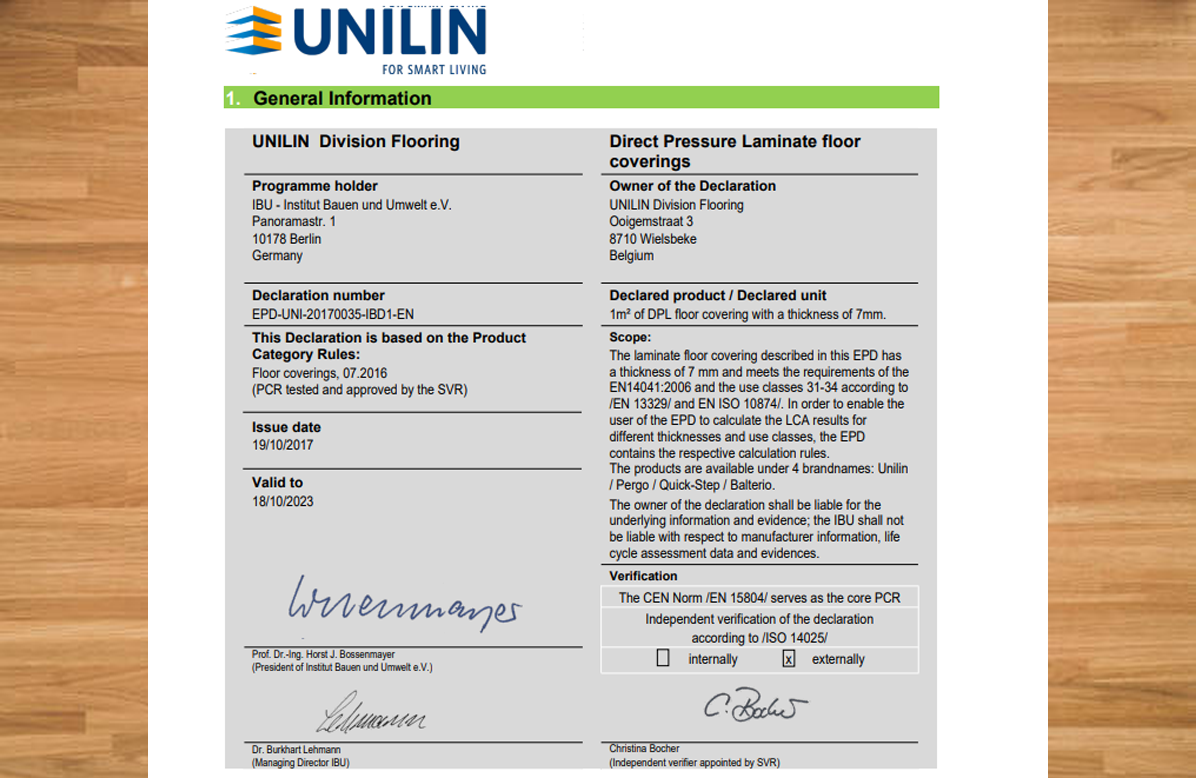 UNILIN
FOR SMART LIVING
1. General Information
UNILIN Division Flooring
Programme holder
IBU - Institut Bauen und Umwelt e.V.
Panoramastr. 1
10178 Berlin
Germany
Declaration number
EPD-UNI-20170035-IBD1-EN
This Declaration is based on the Product
Category Rules:
Floor coverings, 07.2016
(PCR tested and approved by the SVR)
Issue date
19/10/2017
Valid to
18/10/2023
Prof. Dr.-Ing. Horst J. Bossenmayer
(President of Institut Bauen und Umwelt e.V.)
Lehmann
Dr. Burkhart Lehmann
(Managing Director IBU)
Direct Pressure Laminate floor
coverings
Owner of the Declaration
UNILIN Division Flooring
Ooigemstraat 3
8710 Wielsbeke
Belgium
Declared product / Declared unit
1m² of DPL floor covering with a thickness of 7mm.
Scope:
The laminate floor covering described in this EPD has
a thickness of 7 mm and meets the requirements of the
EN14041:2006 and the use classes 31-34 according to
/EN 13329/ and EN ISO 10874/. In order to enable the
user of the EPD to calculate the LCA results for
different thicknesses and use classes, the EPD
contains the respective calculation rules.
The products are available under 4 brandnames: Unilin
/ Pergo / Quick-Step / Balterio.
The owner of the declaration shall be liable for the
underlying information and evidence; the IBU shall not
be liable with respect to manufacturer information, life
cycle assessment data and evidences.
Verification
The CEN Norm /EN 15804/ serves as the core PCR
Independent verification of the declaration
according to /ISO 14025/
internally x externally
C. Bocher
Christina Bocher
(Independent verifier appointed by SVR)